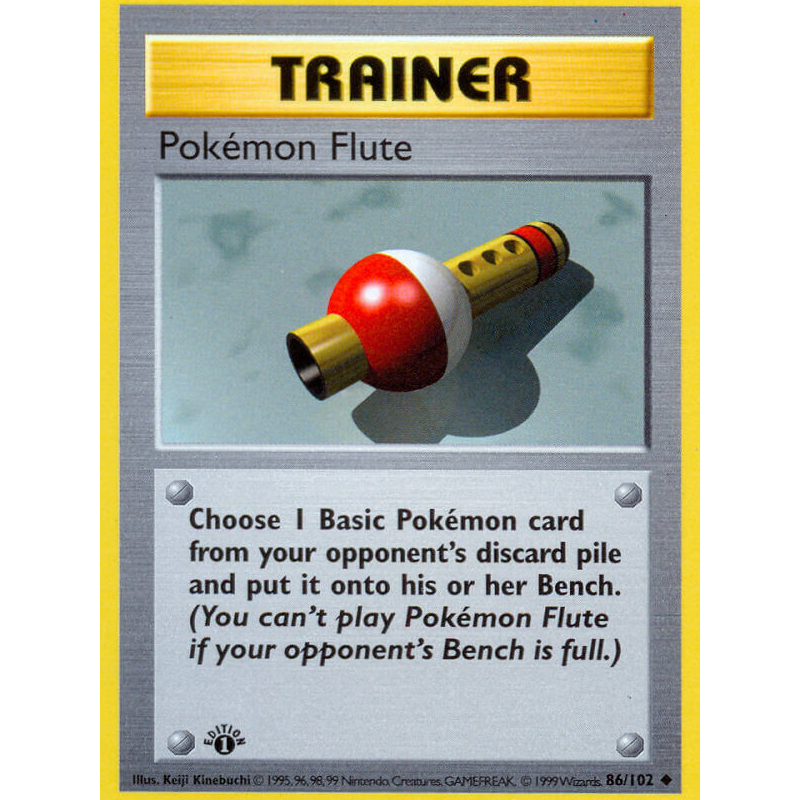 TRAINER
Pokémon Flute
Choose 1 Basic Pokémon card
from your opponent's discard pile
and put it onto his or her Bench.
(You can't play Pokémon Flute
if your opponent's Bench is full.)
EDITION
1
Illus. Keiji Kinebuchi © 1995, 96, 98, 99 Nintendo, Creatures, GAMEFREAK. © 1999 Wizards. 86/102 ◆